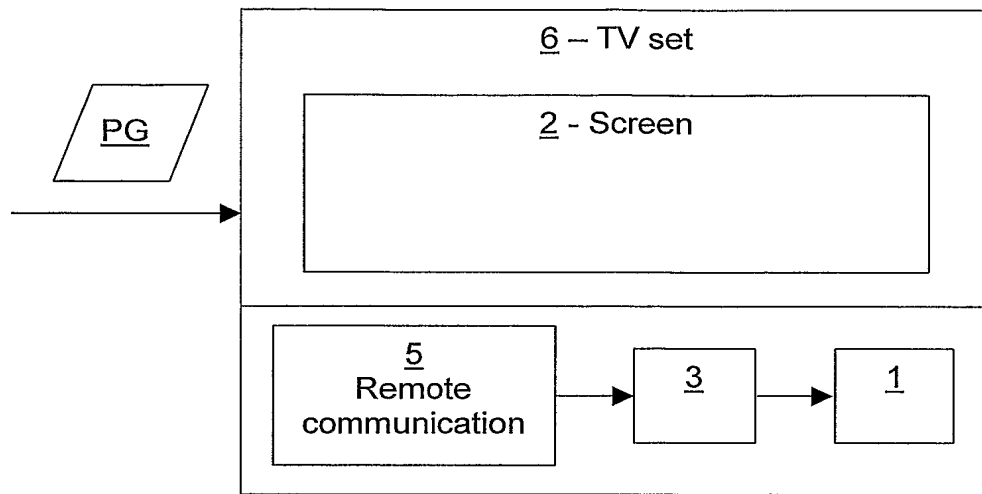 6 – TV set
PG
2 - Screen
5
Remote
communication
3
1